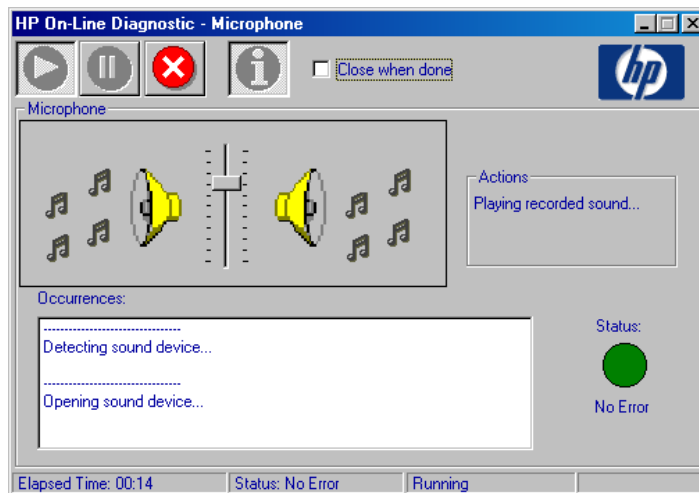 HP On-Line Diagnostic - Microphone
Close when done
hp
Microphone
Actions
Playing recorded sound...
Occurrences:
--------------------------------
Detecting sound device...
--------------------------------
Opening sound device...
Status:
No Error
Elapsed Time: 00:14
Status: No Error
Running